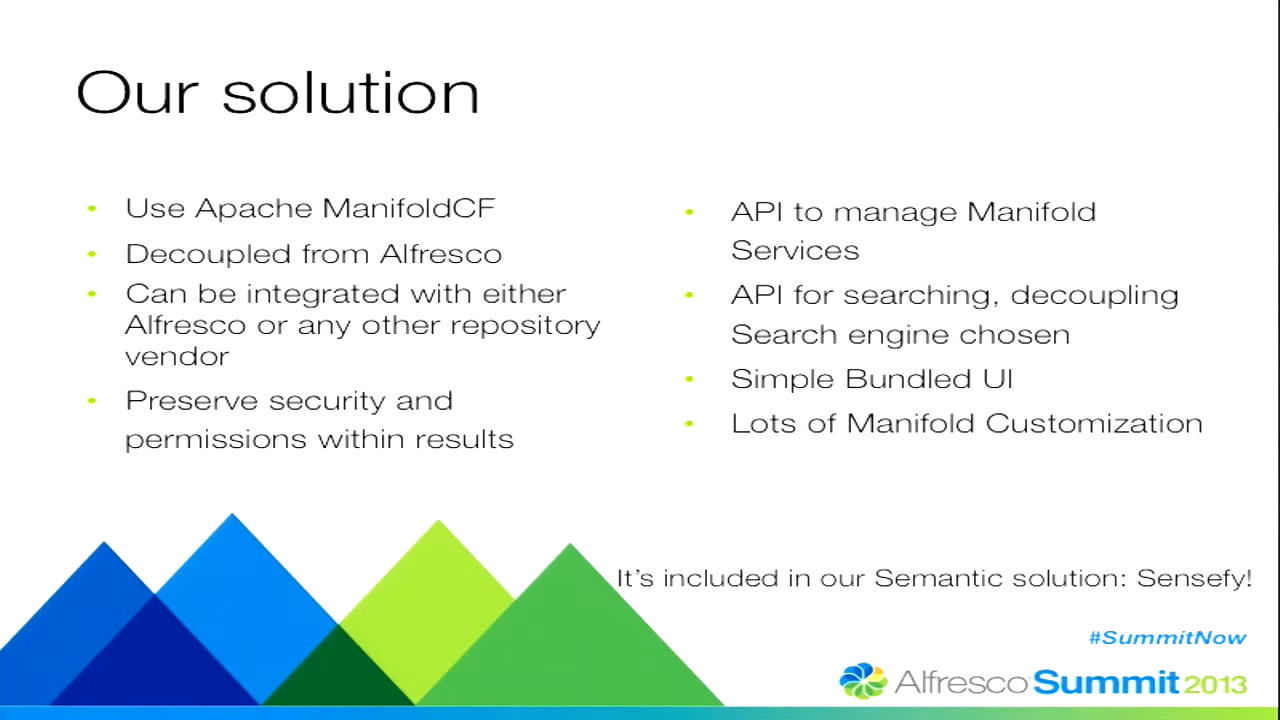 Our solution
• Use Apache ManifoldCF
• Decoupled from Alfresco
• Can be integrated with either
Alfresco or any other repository
vendor
• Preserve security and
permissions within results
• API to manage Manifold
Services
• API for searching, decoupling
Search engine chosen
• Simple Bundled UI
• Lots of Manifold Customization
It's included in our Semantic solution: Sensefy!
#SummitNow
Alfresco Summit 2013